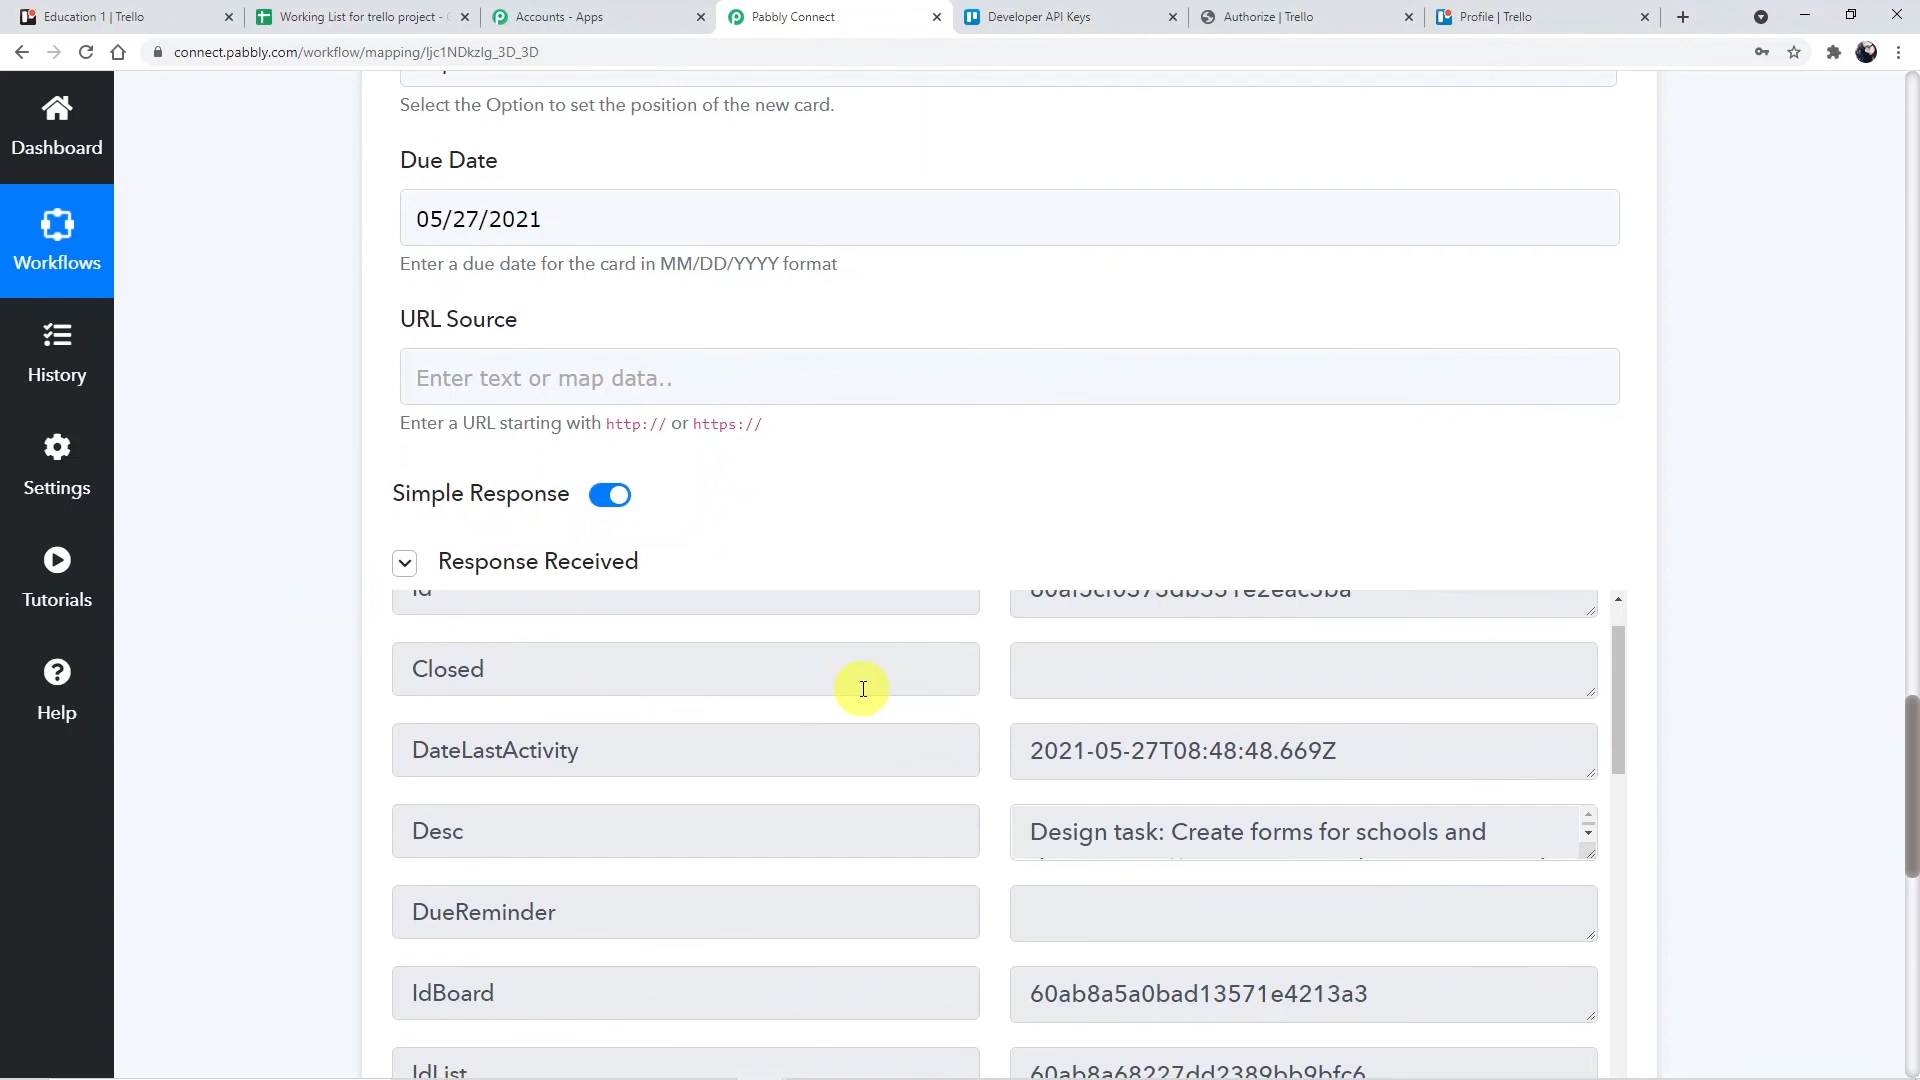 Education 1 | Trello
Working List for trello project -
Accounts - Apps
Pabbly Connect
Developer API Keys
Authorize | Trello
Profile | Trello
connect.pabbly.com/workflow/mapping/ljc1NDkzlg_3D_3D
Dashboard
Workflows
History
Settings
Tutorials
Help
Select the Option to set the position of the new card.
Due Date
05/27/2021
Enter a due date for the card in MM/DD/YYYY format
URL Source
Enter text or map data..
Enter a URL starting with http:// or https://
Simple Response
Response Received
Id
Closed
DateLastActivity
2021-05-27T08:48:48.669Z
Desc
Design task: Create forms for schools and
DueReminder
IdBoard
60ab8a5a0bad13571e4213a3
IdList
60ab8a68227dd2389bb9bfc6